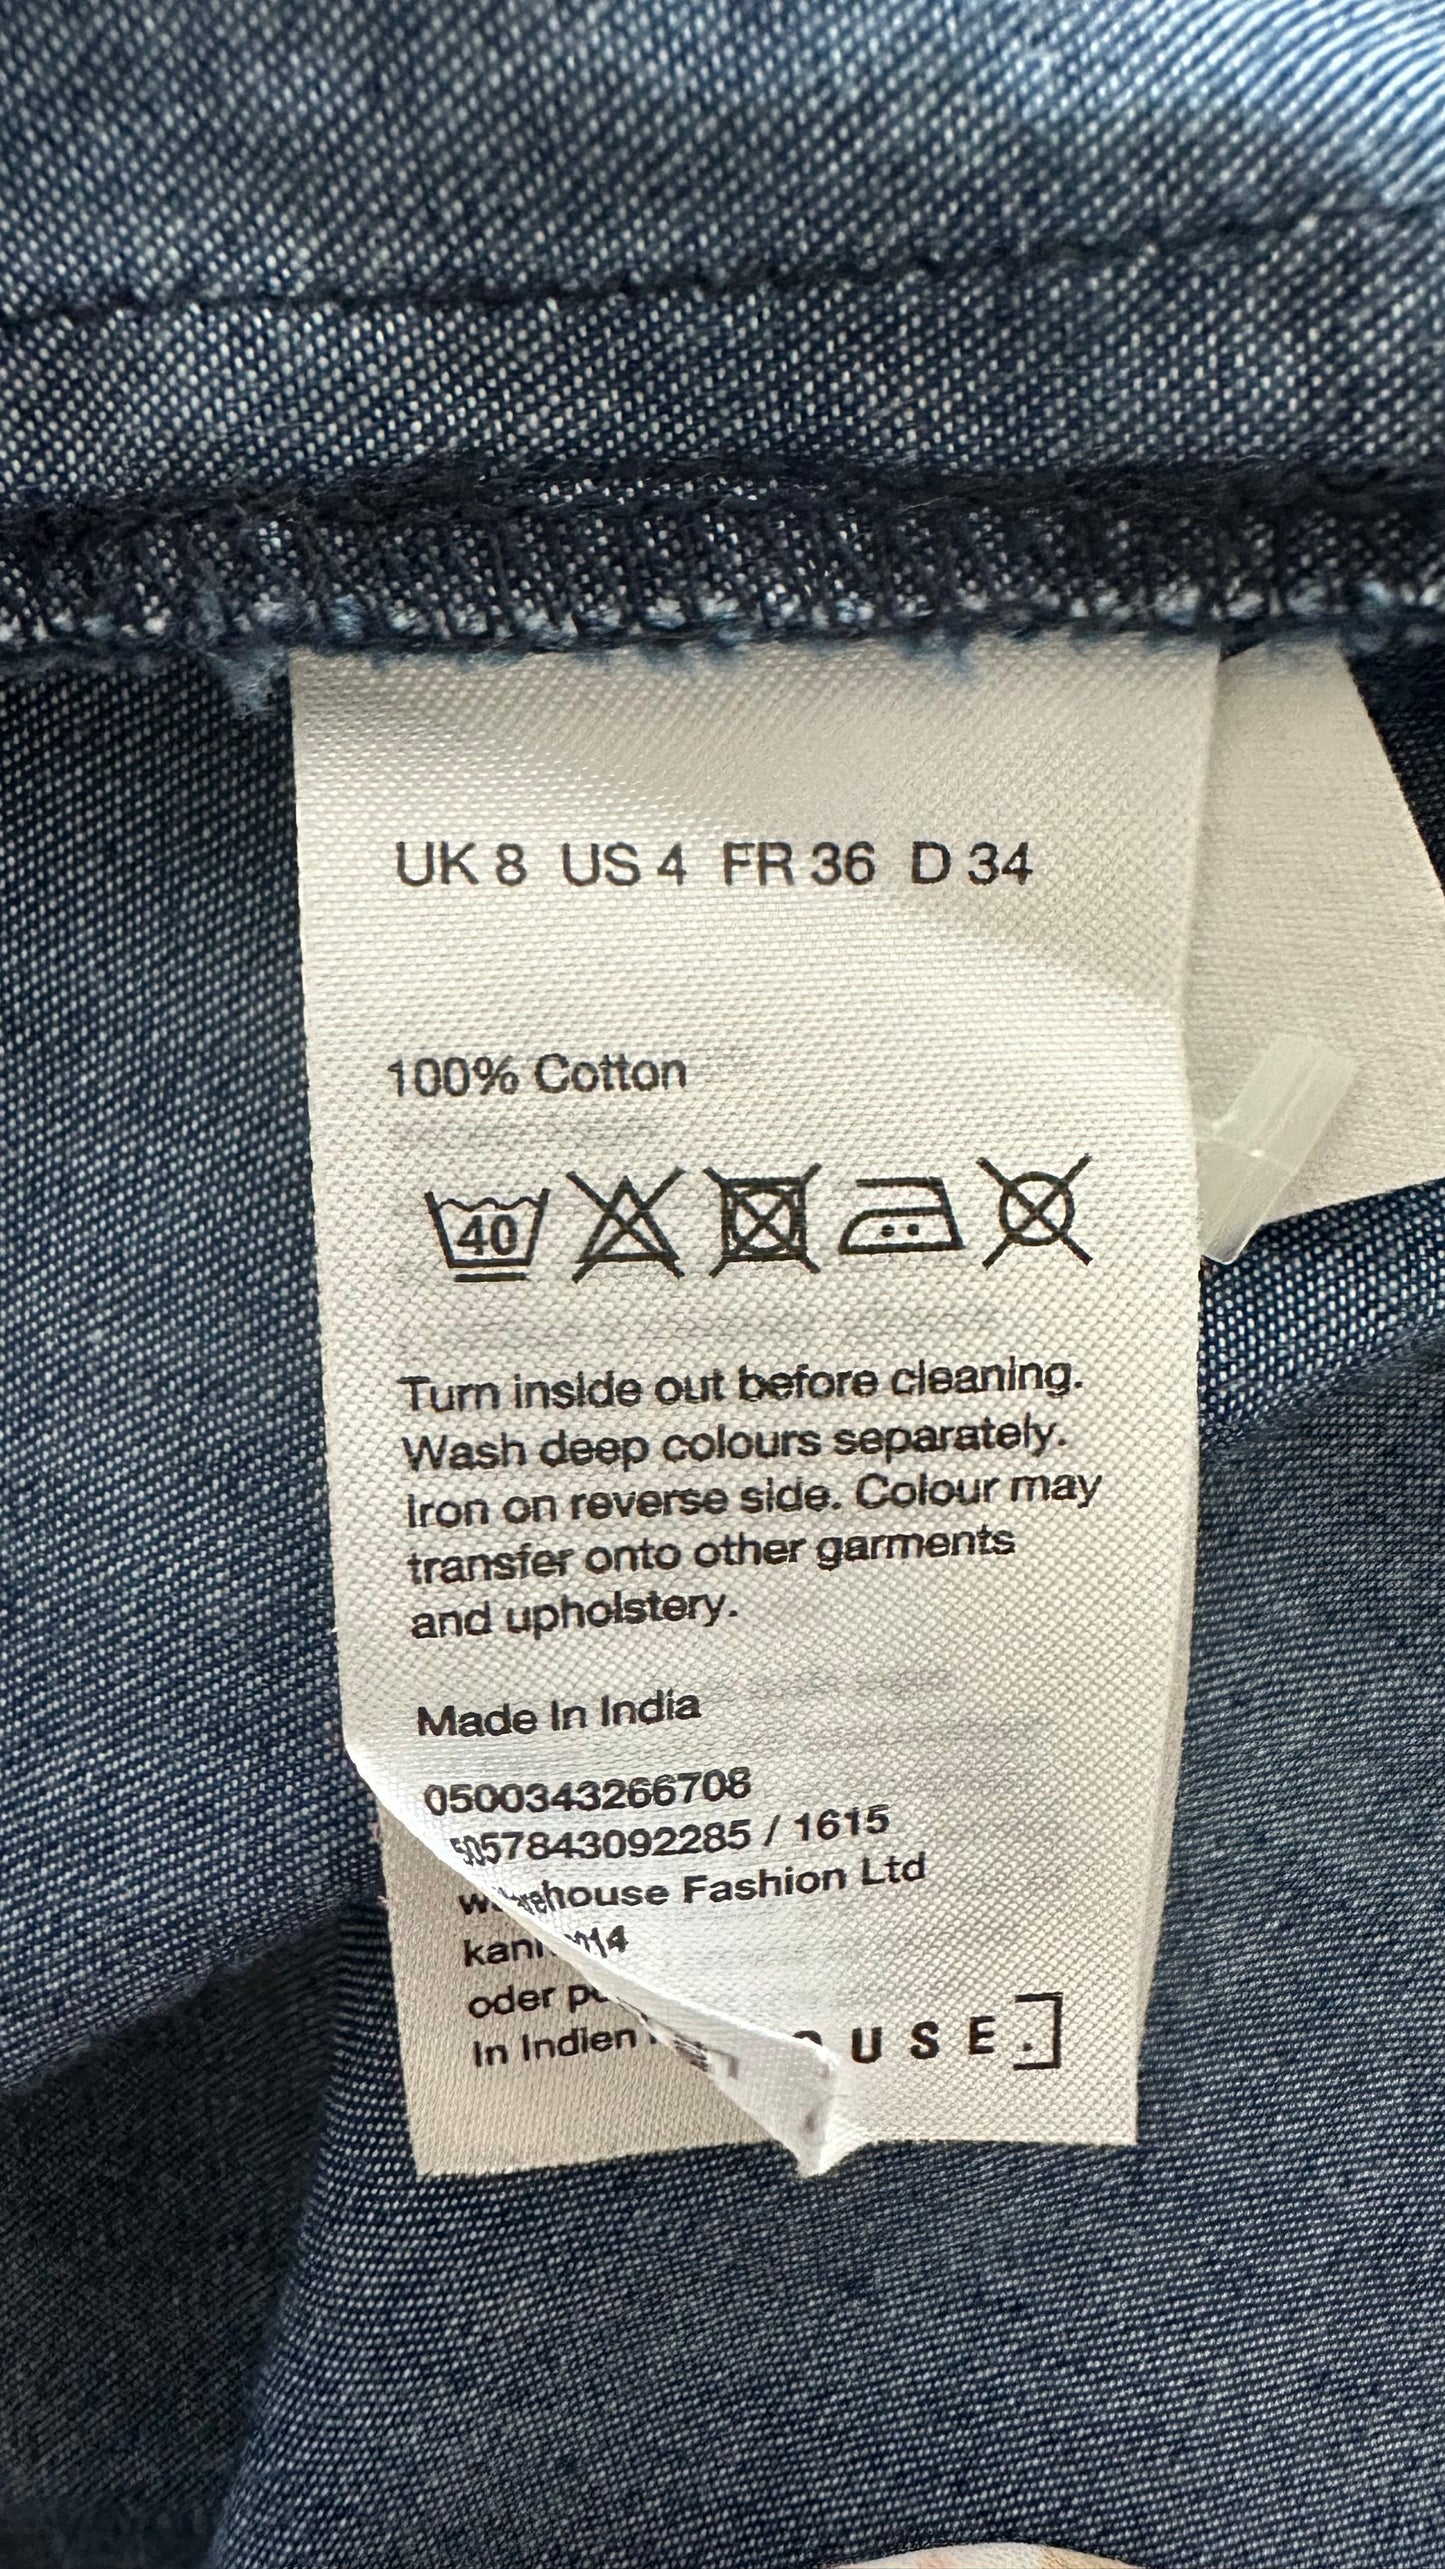 UK 8 US 4 FR 36 D 34
100% Cotton
40
Turn inside out before cleaning.
Wash deep colours separately.
Iron on reverse side. Colour may
transfer onto other garments
and upholstery.
Made In India
0500343266708
5057843092285 / 1615
Warehouse Fashion Ltd
oder
In Indien
OUSE.